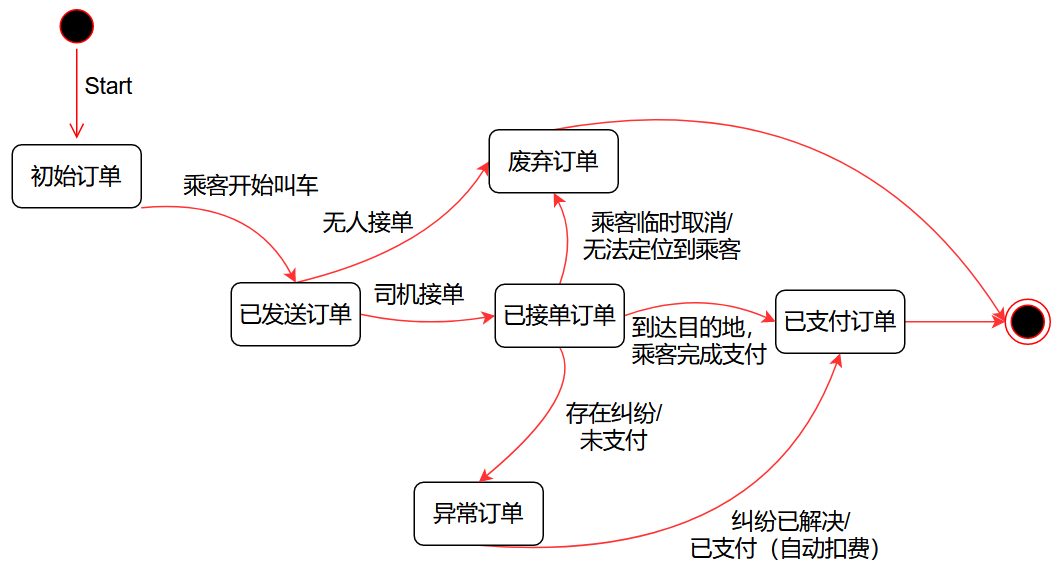 Start
初始订单
乘客开始叫车
废弃订单
无人接单
乘客临时取消/
无法定位到乘客
已发送订单
司机接单
已接单订单
到达目的地，
乘客完成支付
已支付订单
存在纠纷/
未支付
异常订单
纠纷已解决/
已支付（自动扣费）